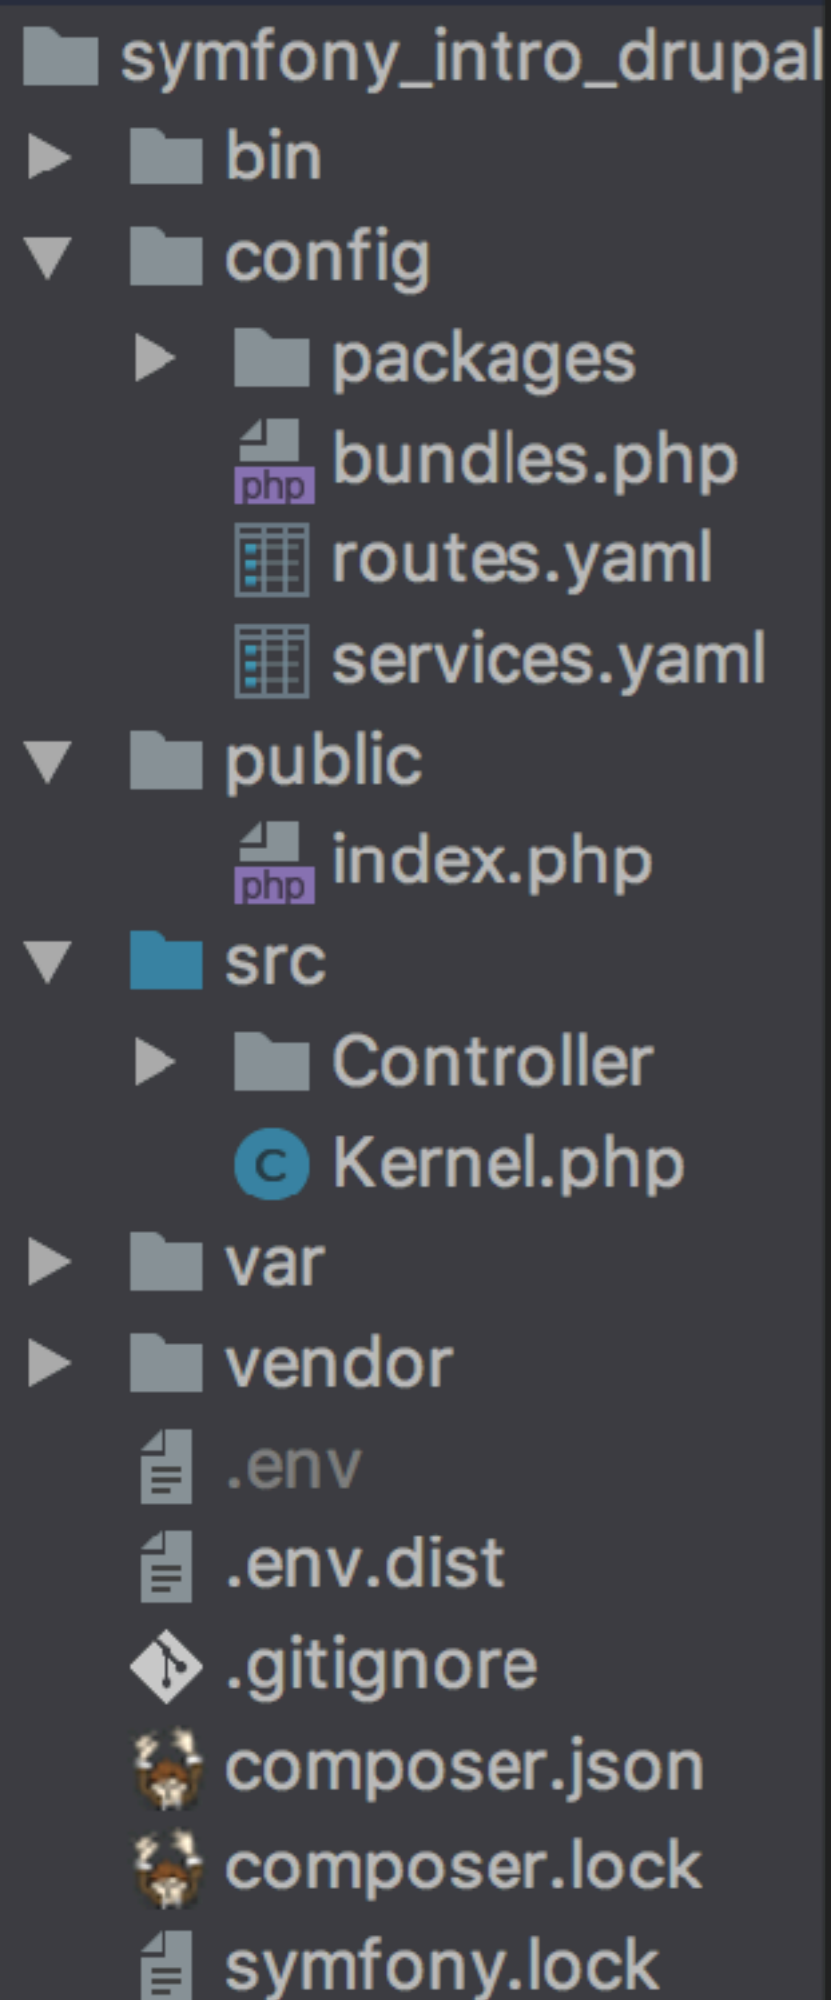 symfony_intro_drupal
bin
config
packages
bundles.php
php
routes.yaml
services.yaml
public
index.php
php
src
Controller
C Kernel.php
var
vendor
.env
.env.dist
.gitignore
composer.json
composer.lock
symfony.lock